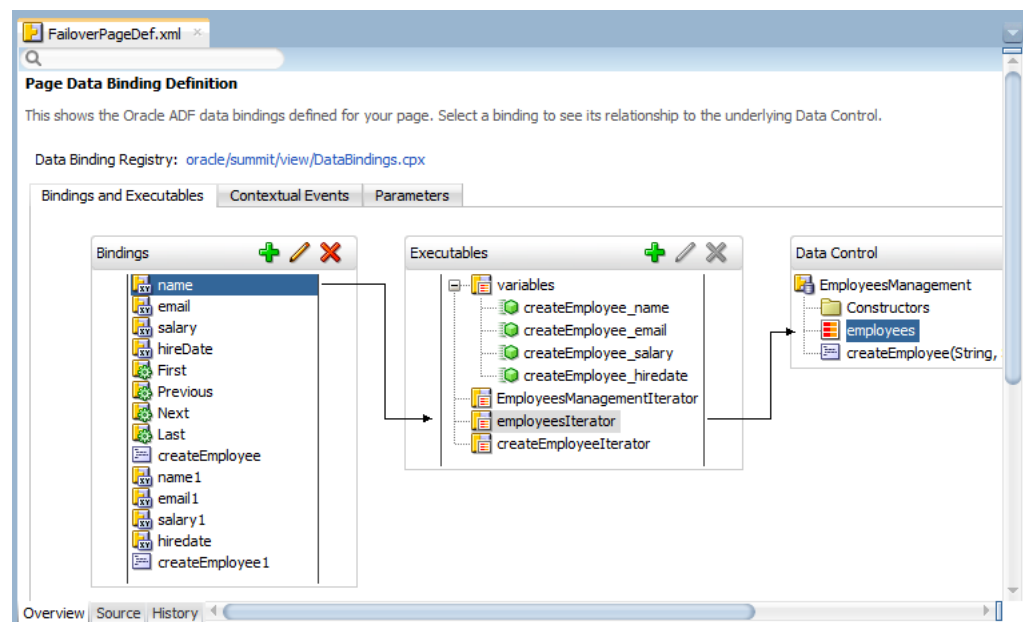 FailoverPageDef.xml
Page Data Binding Definition
This shows the Oracle ADF data bindings defined for your page. Select a binding to see its relationship to the underlying Data Control.
Data Binding Registry: oracle/summit/view/DataBindings.cpx
Bindings and Executables Contextual Events Parameters
Bindings
name
email
salary
hireDate
First
Previous
Next
Last
createEmployee
name1
email1
salary1
hiredate
createEmployee1
Executables
variables
createEmployee_name
createEmployee_email
createEmployee_salary
createEmployee_hiredate
EmployeesManagementIterator
employeesIterator
createEmployeeIterator
Data Control
EmployeesManagement
Constructors
employees
createEmployee(String,
Overview Source History